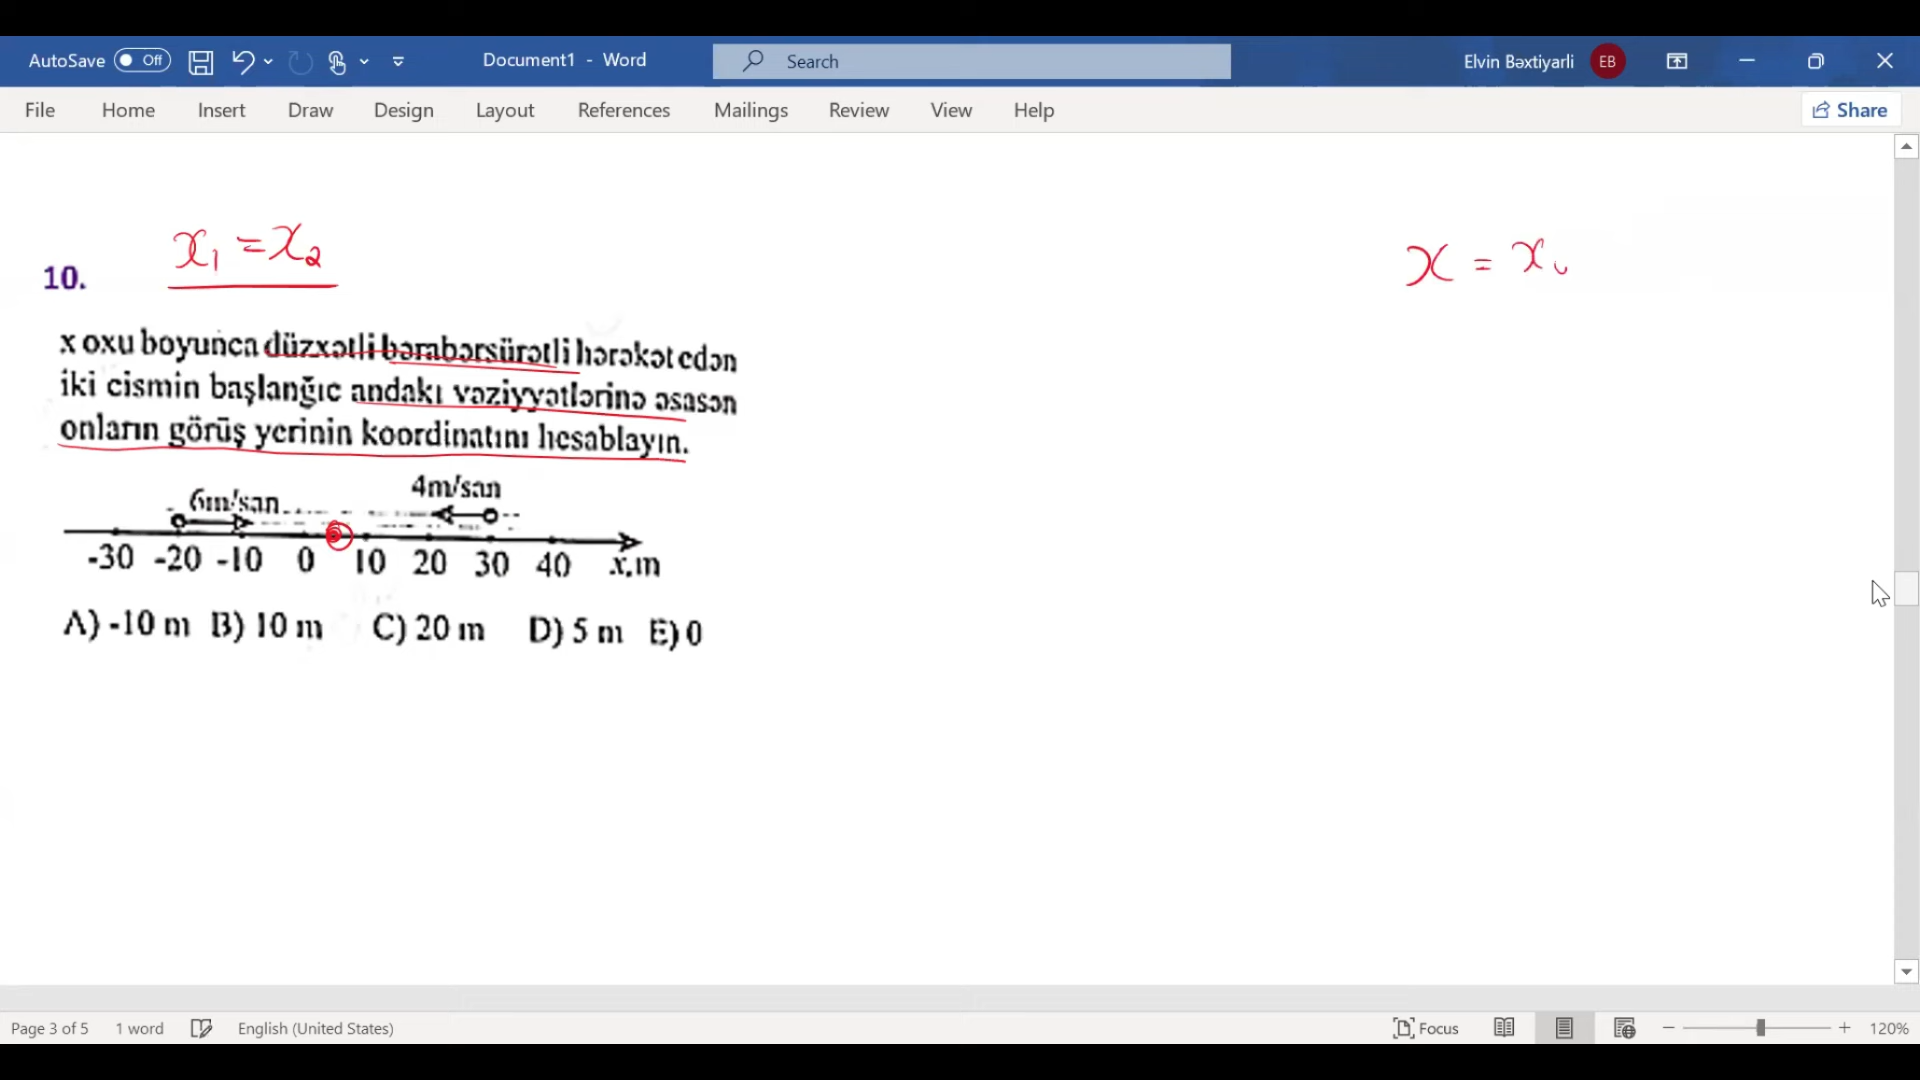 AutoSave Off Document1 - Word Search Elvin Bəxtiyarli EB
File Home Insert Draw Design Layout References Mailings Review View Help Share
x₁ = x₂
x = x₀
10.
x oxu boyunca düzxətli bərabərsürətli hərəkət edən
iki cismin başlanğıc andakı vəziyyətlərinə əsasən
onların görüş yerinin koordinatını hesablayın.
6m/san 4m/san
-30 -20 -10 0 10 20 30 40 x.m
A) -10 m B) 10 m C) 20 m D) 5 m E) 0
Page 3 of 5 1 word English (United States) Focus 120%